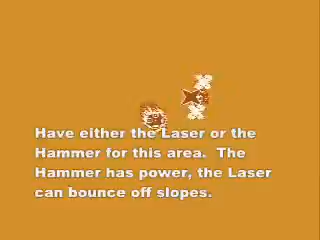 Have either the Laser or the
Hammer for this area.  The
Hammer has power, the Laser
can bounce off slopes.